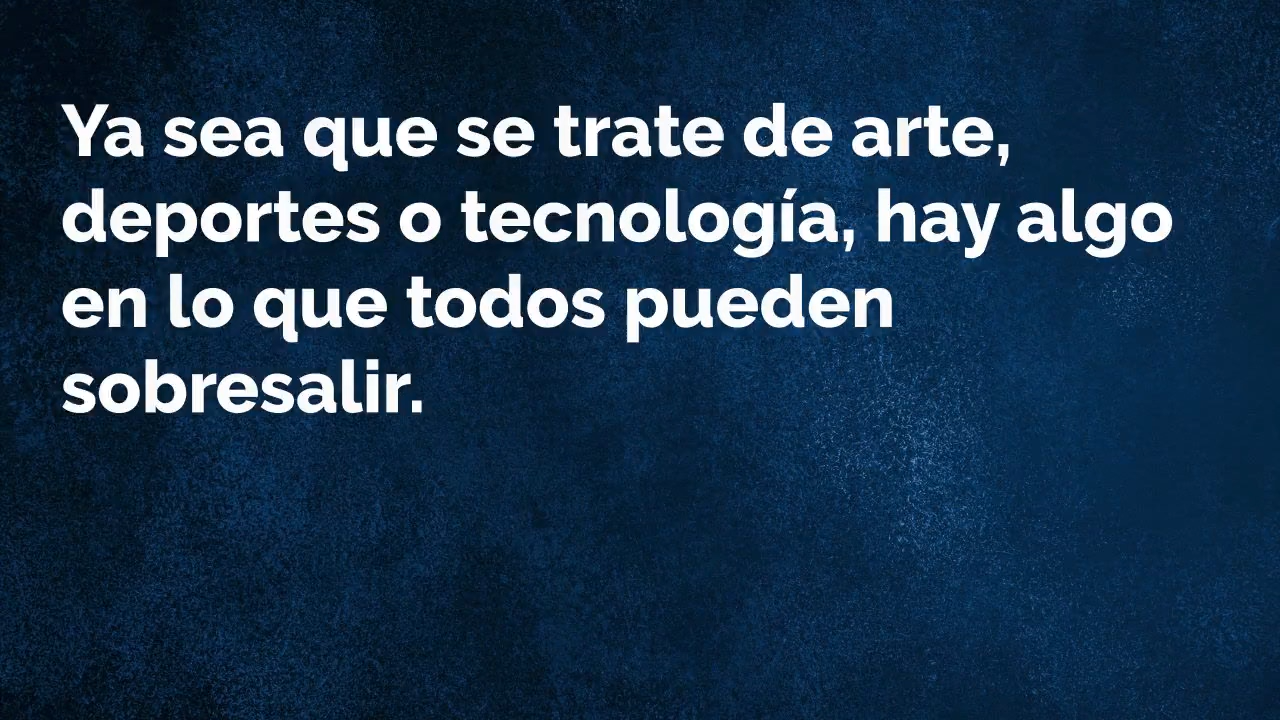 Ya sea que se trate de arte,
deportes o tecnología, hay algo
en lo que todos pueden
sobresalir.